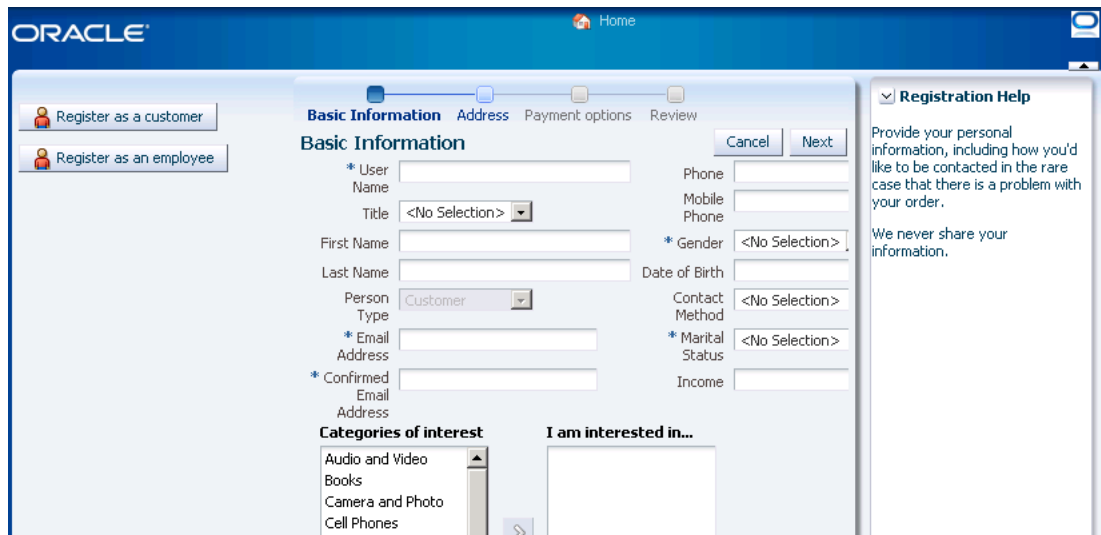 ORACLE
Home
Register as a customer
Register as an employee
Basic Information Address Payment options Review
Basic Information
Cancel Next
* User
Name
Title <No Selection>
First Name
Last Name
Person
Type
Customer
* Email
Address
* Confirmed
Email
Address
Phone
Mobile
Phone
* Gender <No Selection>
Date of Birth
Contact
Method
<No Selection>
* Marital
Status
<No Selection>
Income
Categories of interest
Audio and Video
Books
Camera and Photo
Cell Phones
I am interested in...
Registration Help
Provide your personal
information, including how you'd
like to be contacted in the rare
case that there is a problem with
your order.
We never share your
information.